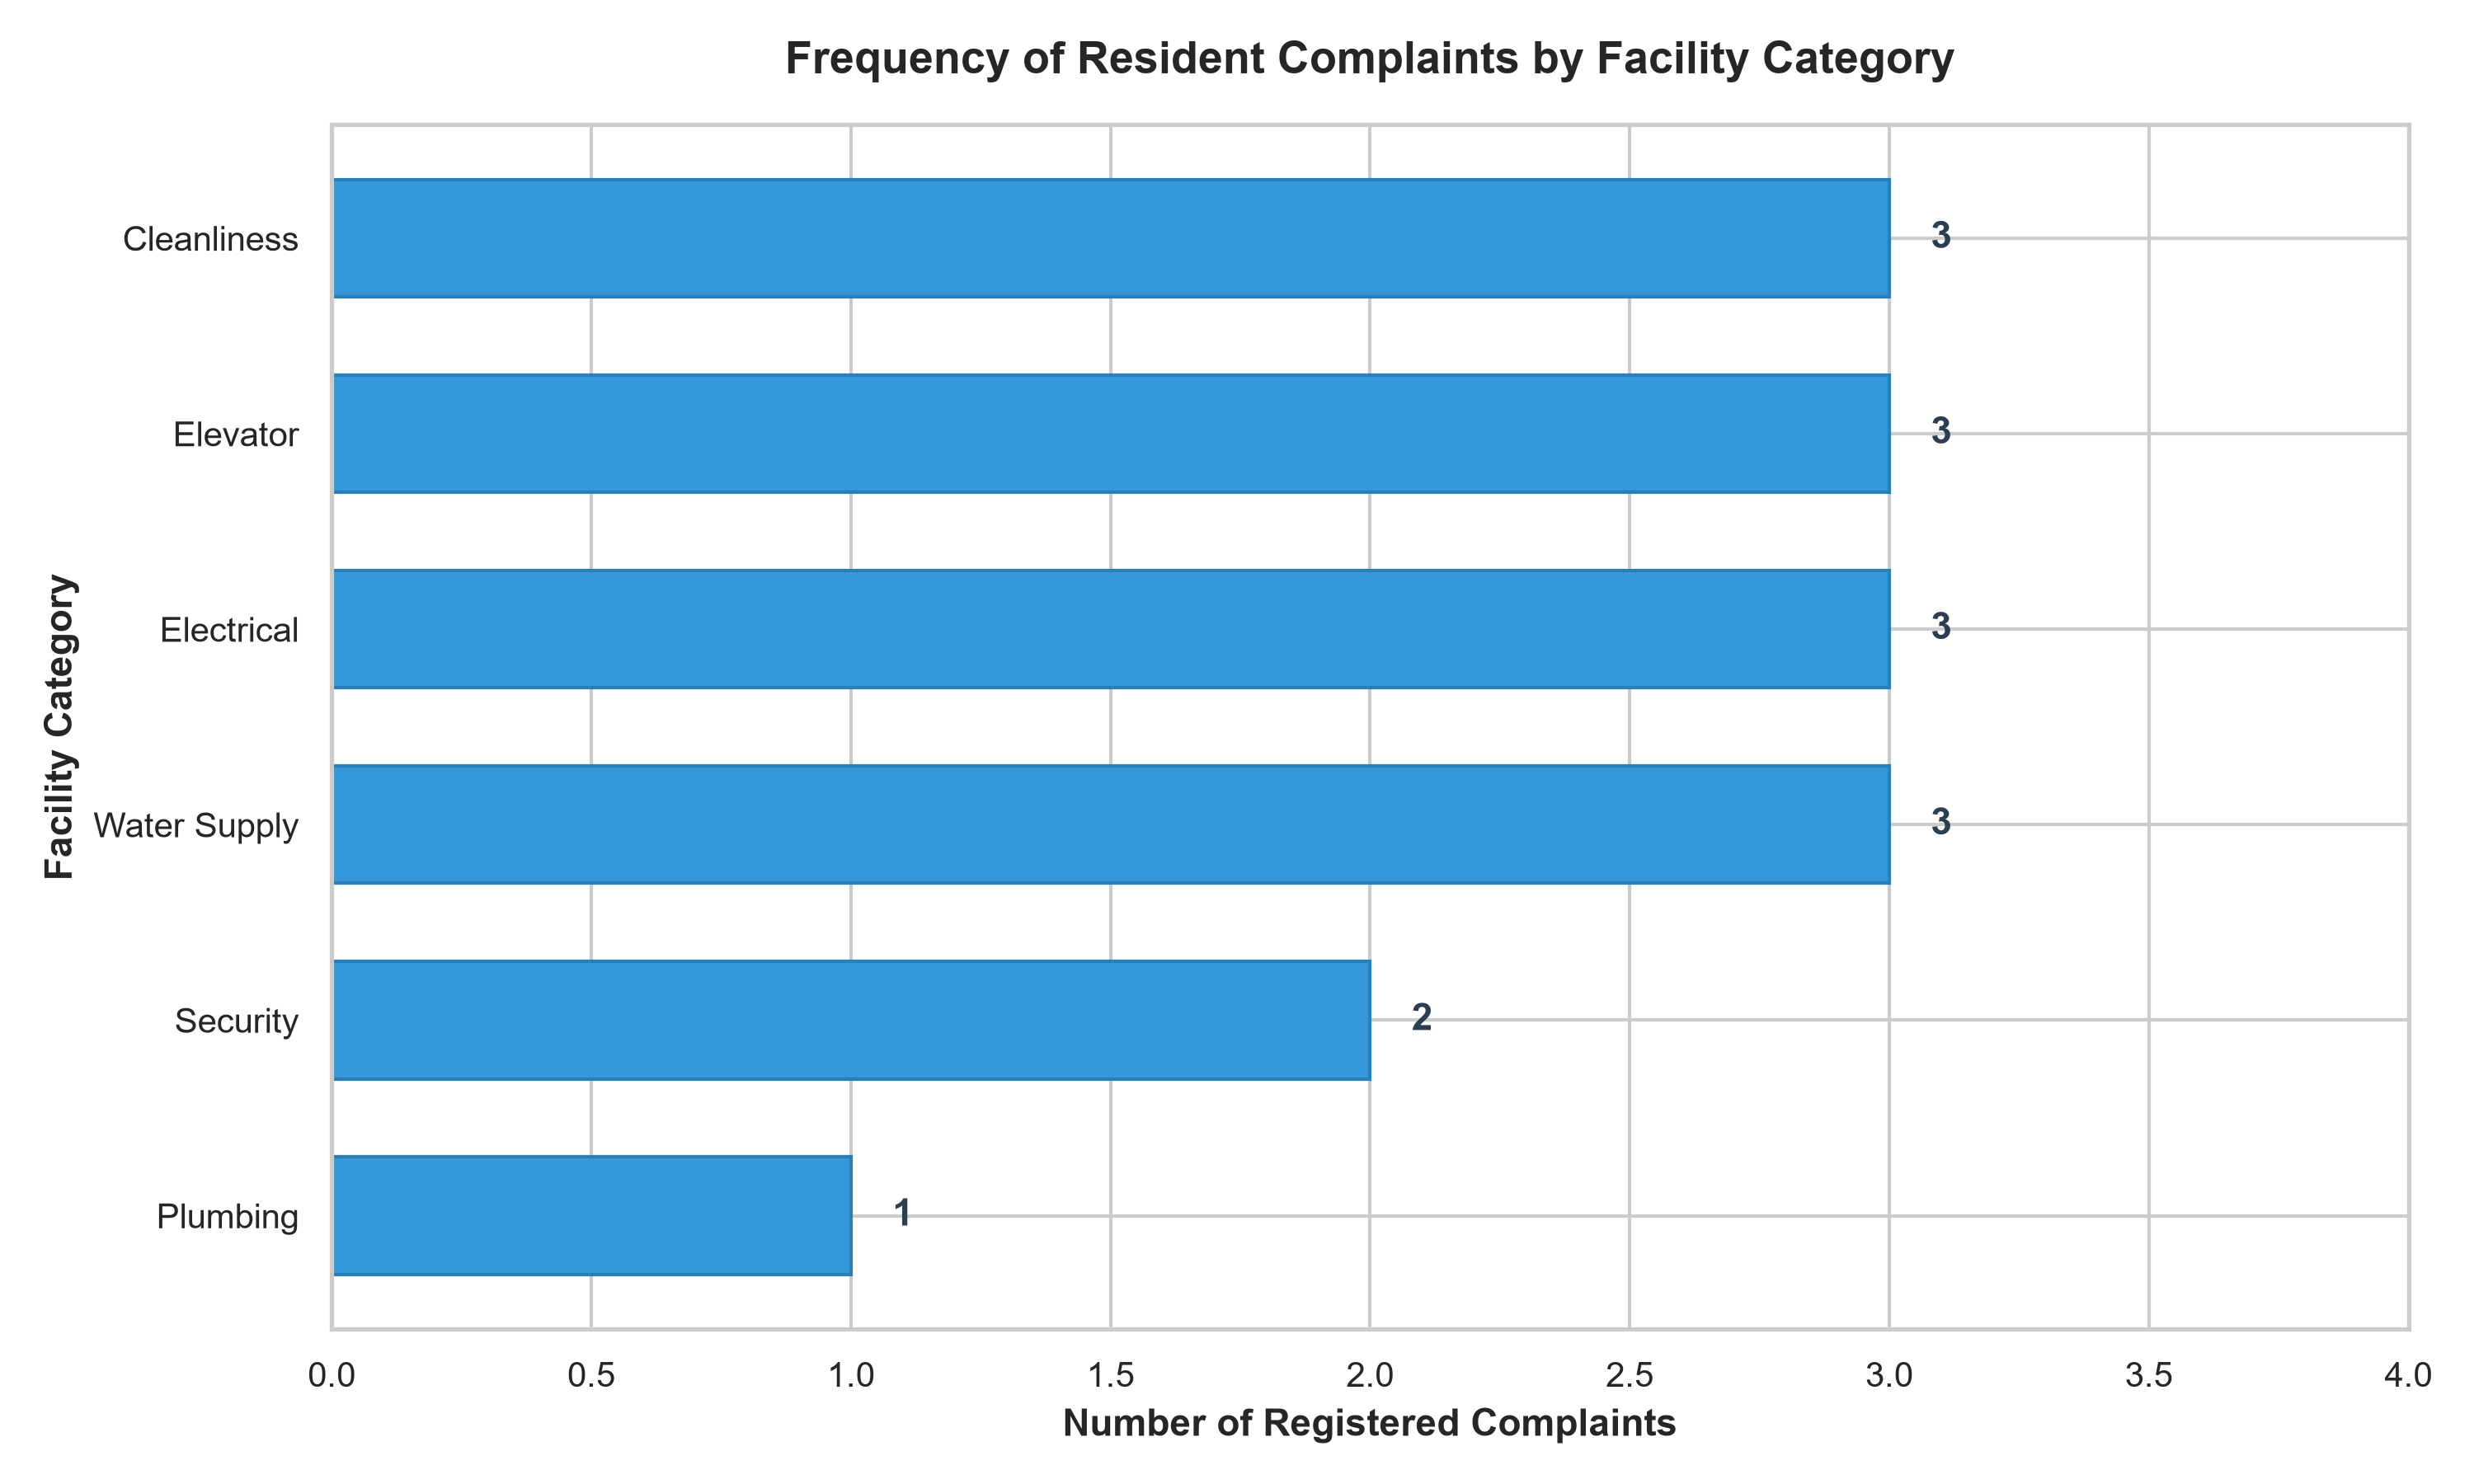 Frequency of Resident Complaints by Facility Category
Facility Category
Cleanliness
3
Elevator
3
Electrical
3
Water Supply
3
Security
2
Plumbing
1
0.0 0.5 1.0 1.5 2.0 2.5 3.0 3.5 4.0
Number of Registered Complaints